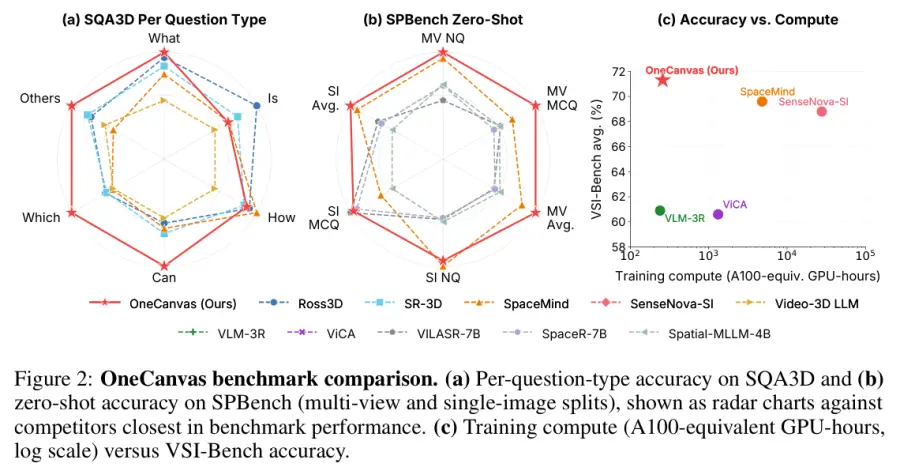 (a) SQA3D Per Question Type
What
Is
How
Can
Which
Others
(b) SPBench Zero-Shot
MV NQ
MV
MCQ
MV
Avg.
SI NQ
SI
MCQ
SI
Avg.
(c) Accuracy vs. Compute
VSI-Bench avg. (%)
72
70
68
66
64
62
60
58
OneCanvas (Ours)
SpaceMind
SenseNova-SI
VLM-3R
ViCA
10²
10³
10⁴
10⁵
Training compute (A100-equiv. GPU-hours)
OneCanvas (Ours) Ross3D SR-3D SpaceMind SenseNova-SI Video-3D LLM
VLM-3R ViCA VILASR-7B SpaceR-7B Spatial-MLLM-4B
Figure 2: OneCanvas benchmark comparison. (a) Per-question-type accuracy on SQA3D and (b)
zero-shot accuracy on SPBench (multi-view and single-image splits), shown as radar charts against
competitors closest in benchmark performance. (c) Training compute (A100-equivalent GPU-hours,
log scale) versus VSI-Bench accuracy.